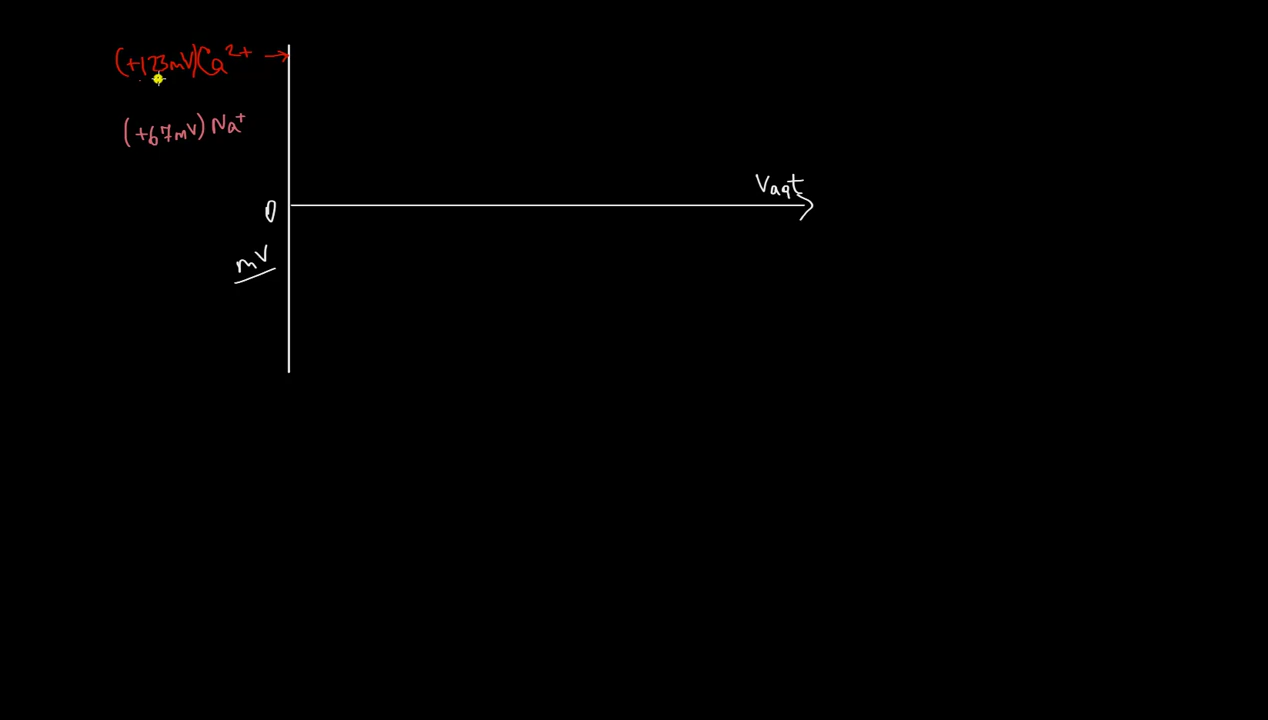 (+123mV)Ca²⁺ →
(+67mV) Na⁺
Vaqt
0
mV